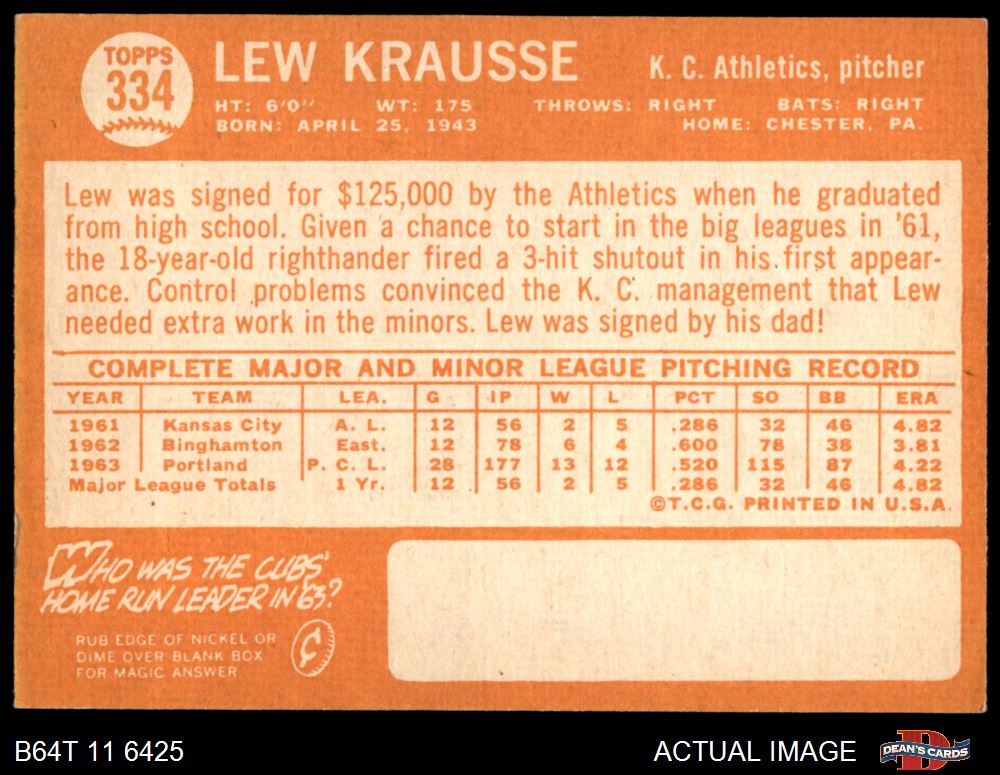 TOPPS
334
LEW KRAUSSE
K. C. Athletics, pitcher
HT: 6'0" WT: 175 THROWS: RIGHT BATS: RIGHT
BORN: APRIL 25, 1943 HOME: CHESTER, PA.
Lew was signed for $125,000 by the Athletics when he graduated
from high school. Given a chance to start in the big leagues in '61,
the 18-year-old righthander fired a 3-hit shutout in his first appear-
ance. Control problems convinced the K. C. management that Lew
needed extra work in the minors. Lew was signed by his dad!
COMPLETE MAJOR AND MINOR LEAGUE PITCHING RECORD
YEAR TEAM LEA. G IP W L PCT SO BB ERA
1961 Kansas City A. L. 12 56 2 5 .286 32 46 4.82
1962 Binghamton East. 12 78 6 4 .600 78 38 3.81
1963 Portland P. C. L. 28 177 13 12 .520 115 87 4.22
Major League Totals 1 Yr. 12 56 2 5 .286 32 46 4.82
©T.C.G. PRINTED IN U.S.A.
WHO WAS THE CUBS'
HOME RUN LEADER IN '63?
RUB EDGE OF NICKEL OR
DIME OVER BLANK BOX
FOR MAGIC ANSWER
¢
B64T 11 6425
ACTUAL IMAGE
DEAN'S CARDS